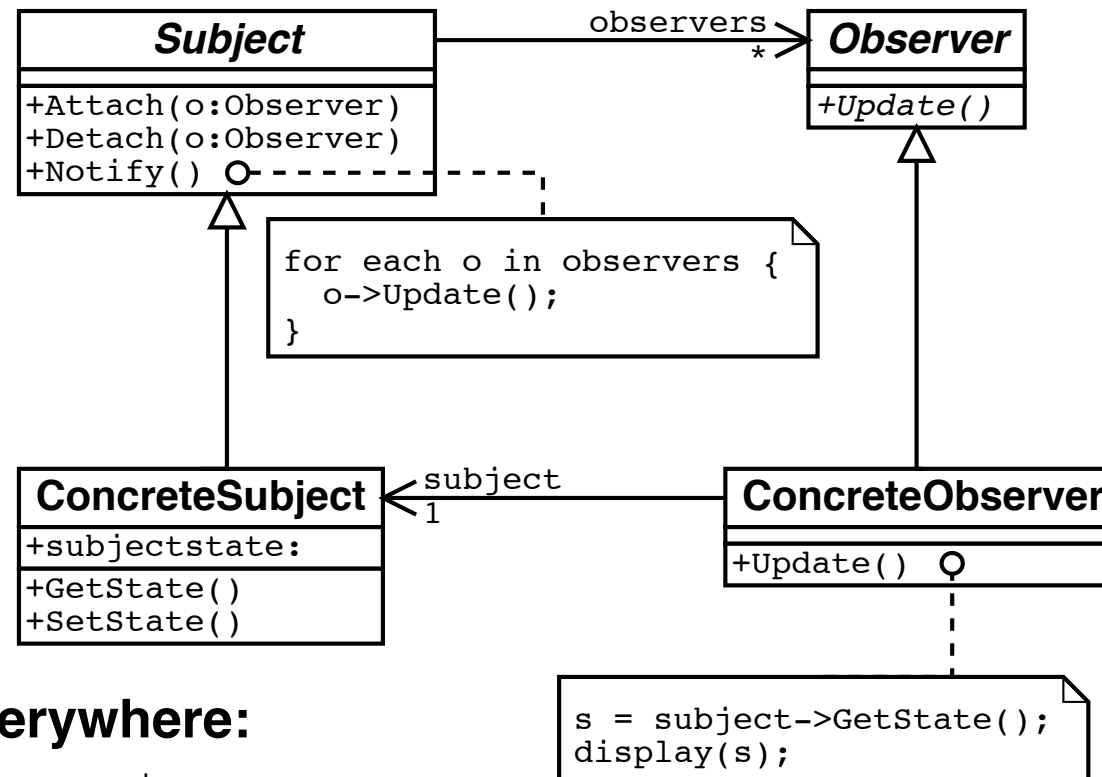 Subject
observers
*
Observer
+Attach(o:Observer)
+Detach(o:Observer)
+Notify()
+Update()
for each o in observers {
o->Update();
}
ConcreteSubject
subject
1
ConcreteObserver
+subjectstate:
+GetState()
+SetState()
+Update()
erywhere:
s = subject->GetState();
display(s);